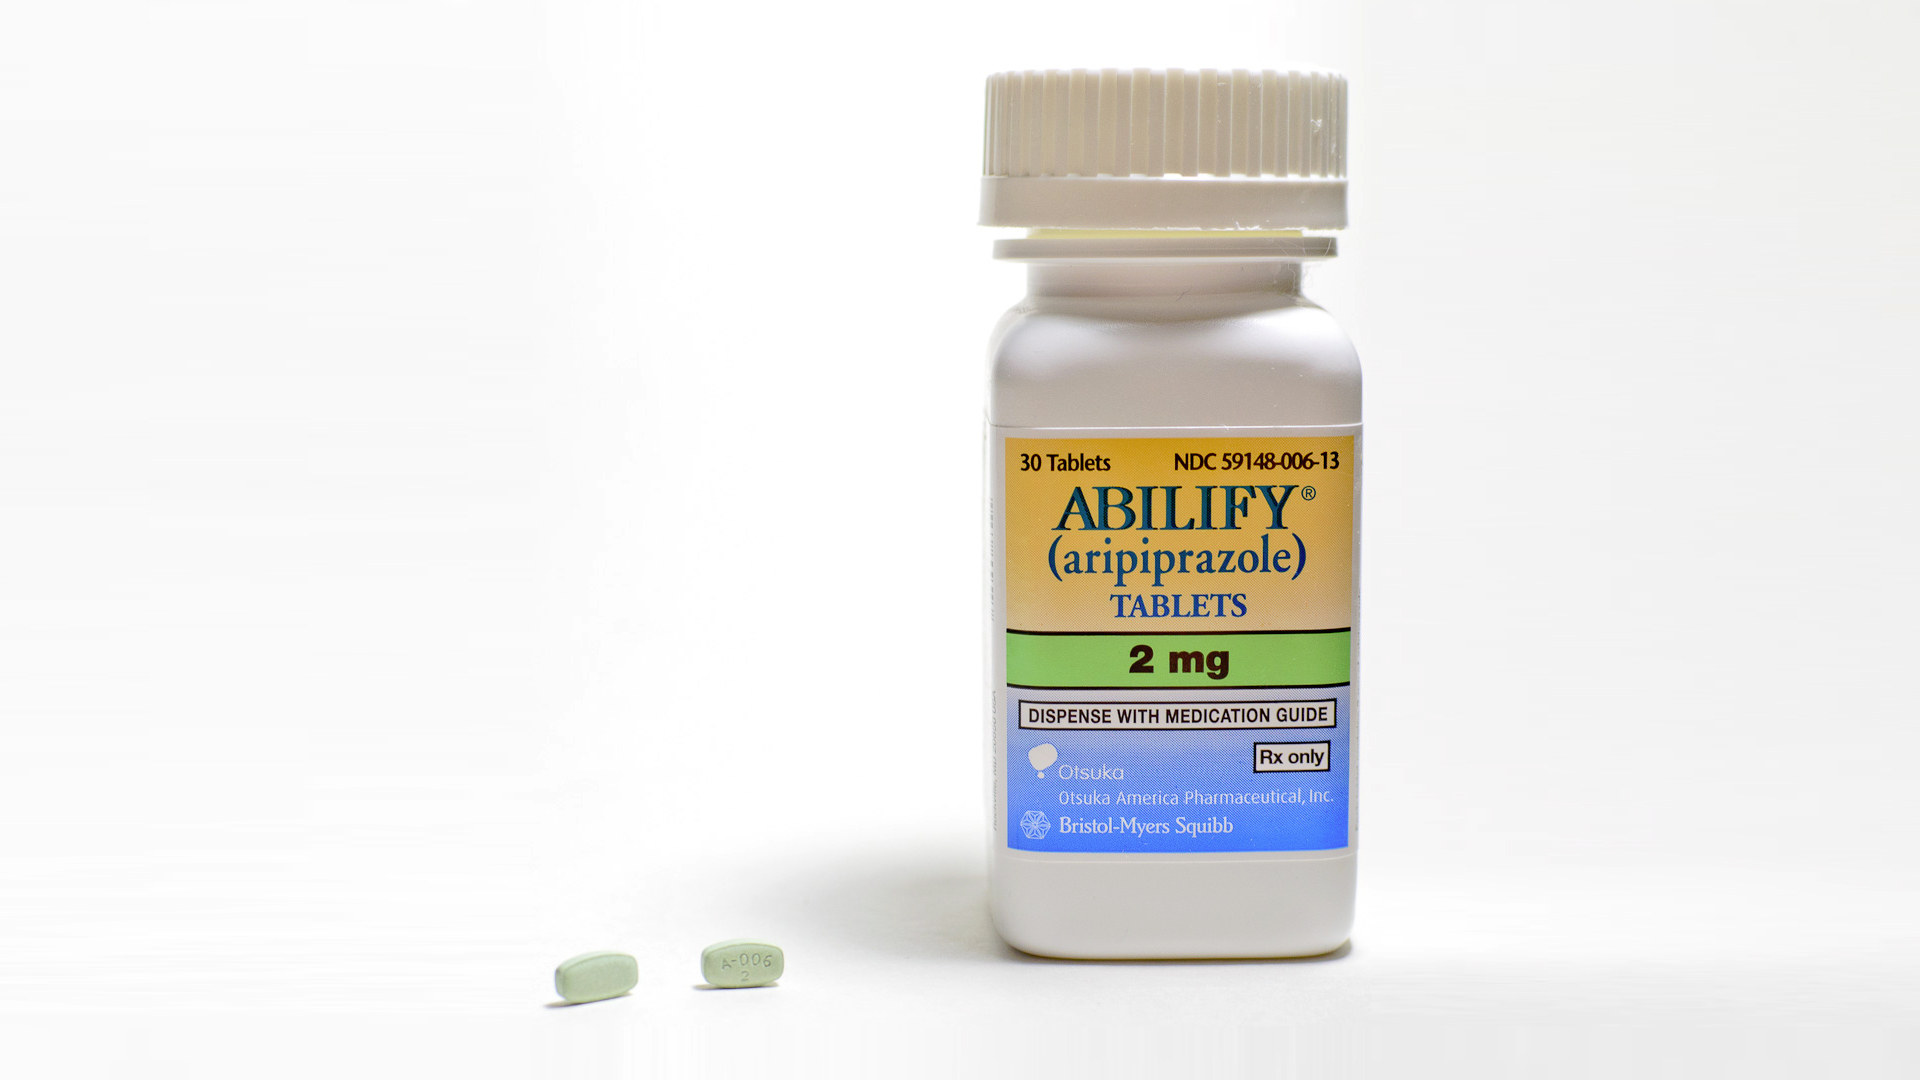 30 Tablets NDC 59148-006-13
ABILIFY®
(aripiprazole)
TABLETS
2 mg
DISPENSE WITH MEDICATION GUIDE
Rx only
Otsuka
Otsuka America Pharmaceutical, Inc.
Bristol-Myers Squibb
A-006
2